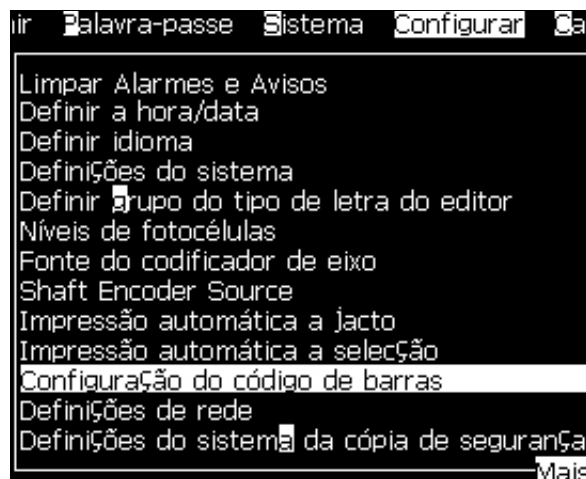 ir Palavra-passe Sistema Configurar Ca
Limpar Alarmes e Avisos
Definir a hora/data
Definir idioma
Definições do sistema
Definir grupo do tipo de letra do editor
Níveis de fotocélulas
Fonte do codificador de eixo
Shaft Encoder Source
Impressão automática a jacto
Impressão automática a selecção
Configuração do código de barras
Definições de rede
Definições do sistema da cópia de segurança
Mais